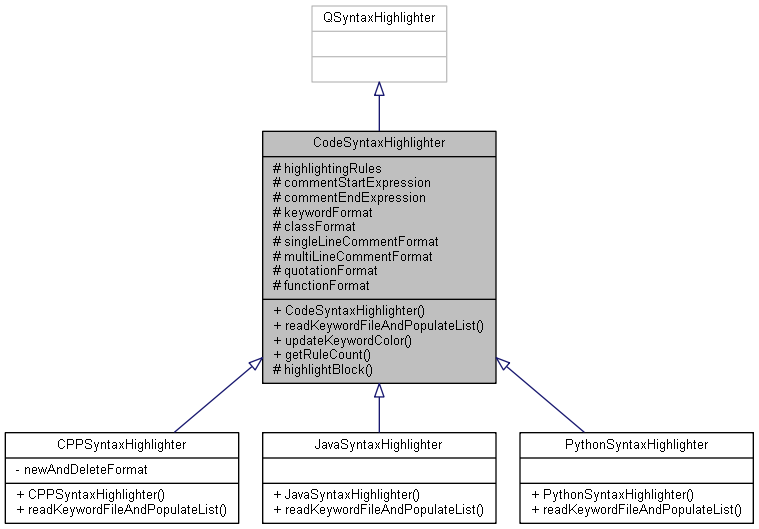 QSyntaxHighlighter
CodeSyntaxHighlighter
# highlightingRules
# commentStartExpression
# commentEndExpression
# keywordFormat
# classFormat
# singleLineCommentFormat
# multiLineCommentFormat
# quotationFormat
# functionFormat
+ CodeSyntaxHighlighter()
+ readKeywordFileAndPopulateList()
+ updateKeywordColor()
+ getRuleCount()
# highlightBlock()
CPPSyntaxHighlighter
- newAndDeleteFormat
+ CPPSyntaxHighlighter()
+ readKeywordFileAndPopulateList()
JavaSyntaxHighlighter
+ JavaSyntaxHighlighter()
+ readKeywordFileAndPopulateList()
PythonSyntaxHighlighter
+ PythonSyntaxHighlighter()
+ readKeywordFileAndPopulateList()